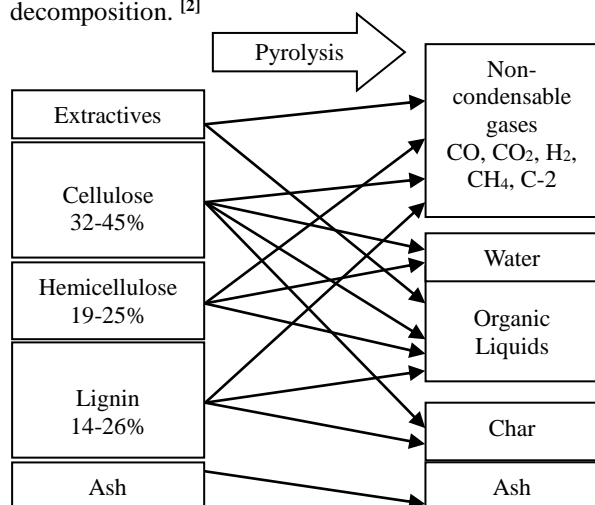 decomposition. [2]
Pyrolysis
Extractives
Cellulose
32-45%
Hemicellulose
19-25%
Lignin
14-26%
Ash
Non-
condensable
gases
CO, CO₂, H₂,
CH₄, C-2
Water
Organic
Liquids
Char
Ash